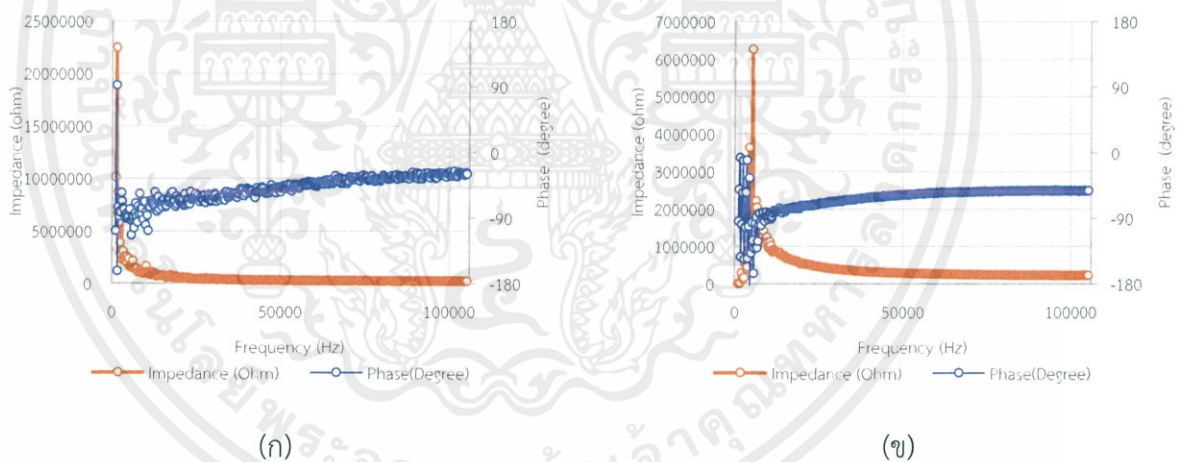 25000000
20000000
15000000
10000000
5000000
0
Impedance (ohm)
180
90
0
-90
-180
Phase (degree)
0
50000
100000
Frequency (Hz)
Impedance (Ohm)
Phase(Degree)
(ก)
7000000
6000000
5000000
4000000
3000000
2000000
1000000
0
Impedance (ohm)
180
90
0
-90
-180
Phase (degree)
0
50000
100000
Frequency (Hz)
Impedance (Ohm)
Phase(Degree)
(ข)